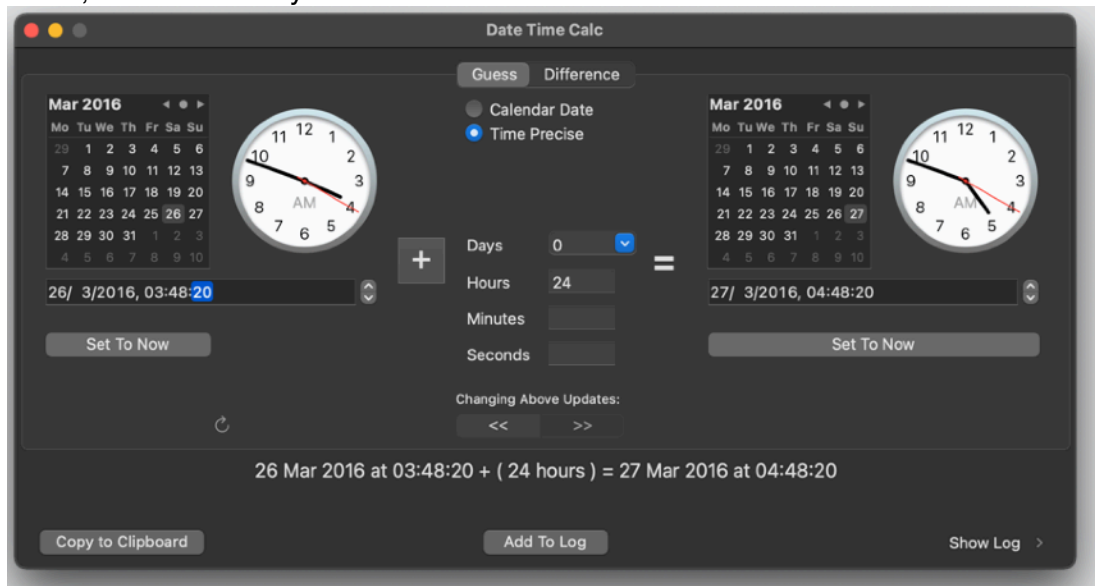 Date Time Calc
Guess Difference
Calendar Date
Time Precise
Mar 2016
Mo Tu We Th Fr Sa Su
29 1 2 3 4 5 6
7 8 9 10 11 12 13
14 15 16 17 18 19 20
21 22 23 24 25 26 27
28 29 30 31 1 2 3
4 5 6 7 8 9 10
12 1 2 3 4 5 6 7 8 9 10 11
AM
26/ 3/2016, 03:48:20
Set To Now
+
Days 0
Hours 24
Minutes
Seconds
Changing Above Updates:
<< >>
=
Mar 2016
Mo Tu We Th Fr Sa Su
29 1 2 3 4 5 6
7 8 9 10 11 12 13
14 15 16 17 18 19 20
21 22 23 24 25 26 27
28 29 30 31 1 2 3
4 5 6 7 8 9 10
12 1 2 3 4 5 6 7 8 9 10 11
AM
27/ 3/2016, 04:48:20
Set To Now
26 Mar 2016 at 03:48:20 + ( 24 hours ) = 27 Mar 2016 at 04:48:20
Copy to Clipboard
Add To Log
Show Log >